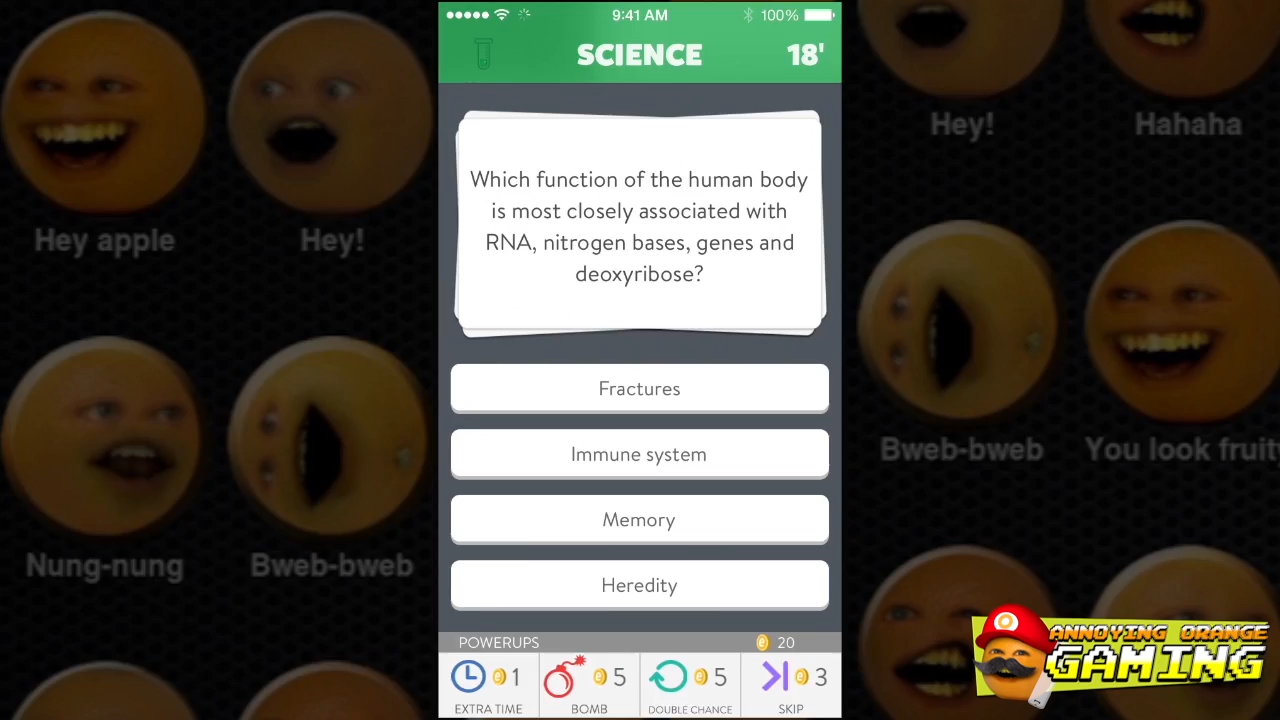 9:41 AM
100%
SCIENCE
18'
Which function of the human body
is most closely associated with
RNA, nitrogen bases, genes and
deoxyribose?
Fractures
Immune system
Memory
Heredity
POWERUPS
20
1
5
5
3
EXTRA TIME
BOMB
DOUBLE CHANCE
SKIP
Hey apple
Hey!
Nung-nung
Bweb-bweb
Hey!
Hahaha
Bweb-bweb
You look fruit
ANNOYING ORANGE
GAMING